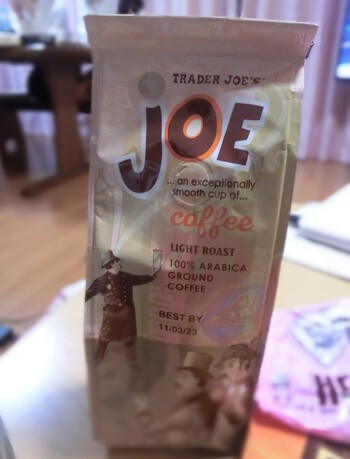 TRADER JOE'S
JOE
... an exceptionally
smooth cup of...
coffee
LIGHT ROAST
100% ARABICA
GROUND
COFFEE
BEST BY
11/03/23